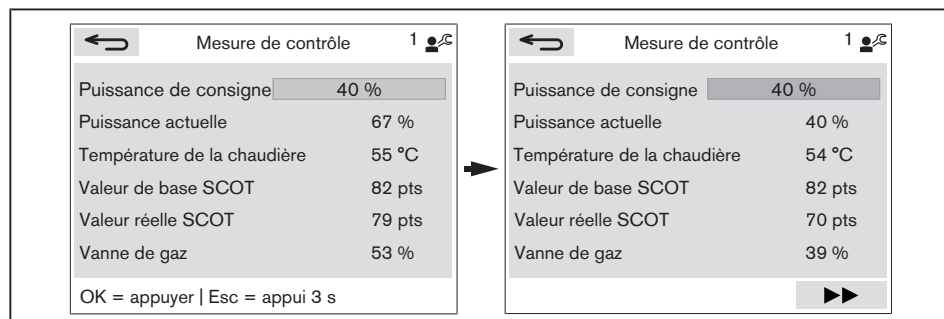 Mesure de contrôle 1
Puissance de consigne 40 %
Puissance actuelle 67 %
Température de la chaudière 55 °C
Valeur de base SCOT 82 pts
Valeur réelle SCOT 79 pts
Vanne de gaz 53 %
OK = appuyer | Esc = appui 3 s
Mesure de contrôle 1
Puissance de consigne 40 %
Puissance actuelle 40 %
Température de la chaudière 54 °C
Valeur de base SCOT 82 pts
Valeur réelle SCOT 70 pts
Vanne de gaz 39 %